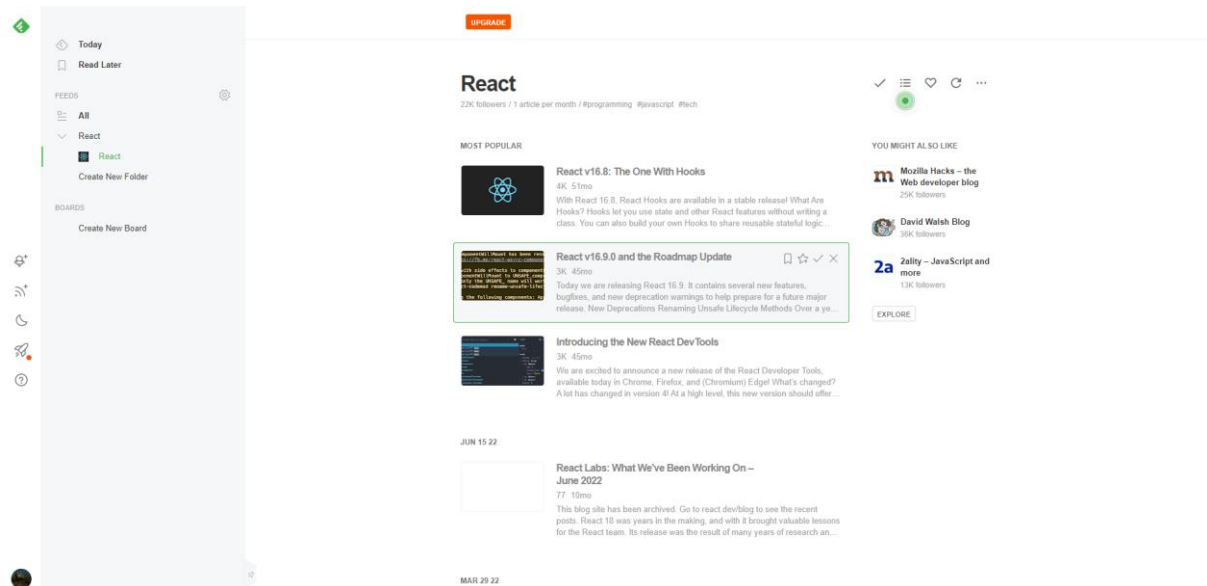 UPGRADE
Today
Read Later
FEEDS
All
React
React
Create New Folder
BOARDS
Create New Board
React
22K followers / 1 article per month / #programming #javascript #tech
MOST POPULAR
React v16.8: The One With Hooks
4K 51mo
With React 16.8, React Hooks are available in a stable release! What Are
Hooks? Hooks let you use state and other React features without writing a
class. You can also build your own Hooks to share reusable stateful logic...
React v16.9.0 and the Roadmap Update
3K 45mo
Today we are releasing React 16.9. It contains several new features,
bugfixes, and new deprecation warnings to help prepare for a future major
release. New Deprecations Renaming Unsafe Lifecycle Methods Over a ye...
Introducing the New React DevTools
3K 45mo
We are excited to announce a new release of the React Developer Tools,
available today in Chrome, Firefox, and (Chromium) Edge! What's changed?
A lot has changed in version 4! At a high level, this new version should offer...
JUN 15 22
React Labs: What We've Been Working On –
June 2022
77 10mo
This blog site has been archived. Go to react dev/blog to see the recent
posts. React 18 was years in the making, and with it brought valuable lessons
for the React team. Its release was the result of many years of research an...
MAR 29 22
YOU MIGHT ALSO LIKE
m
Mozilla Hacks – the
Web developer blog
25K followers
David Walsh Blog
36K followers
2a
2ality – JavaScript and
more
13K followers
EXPLORE